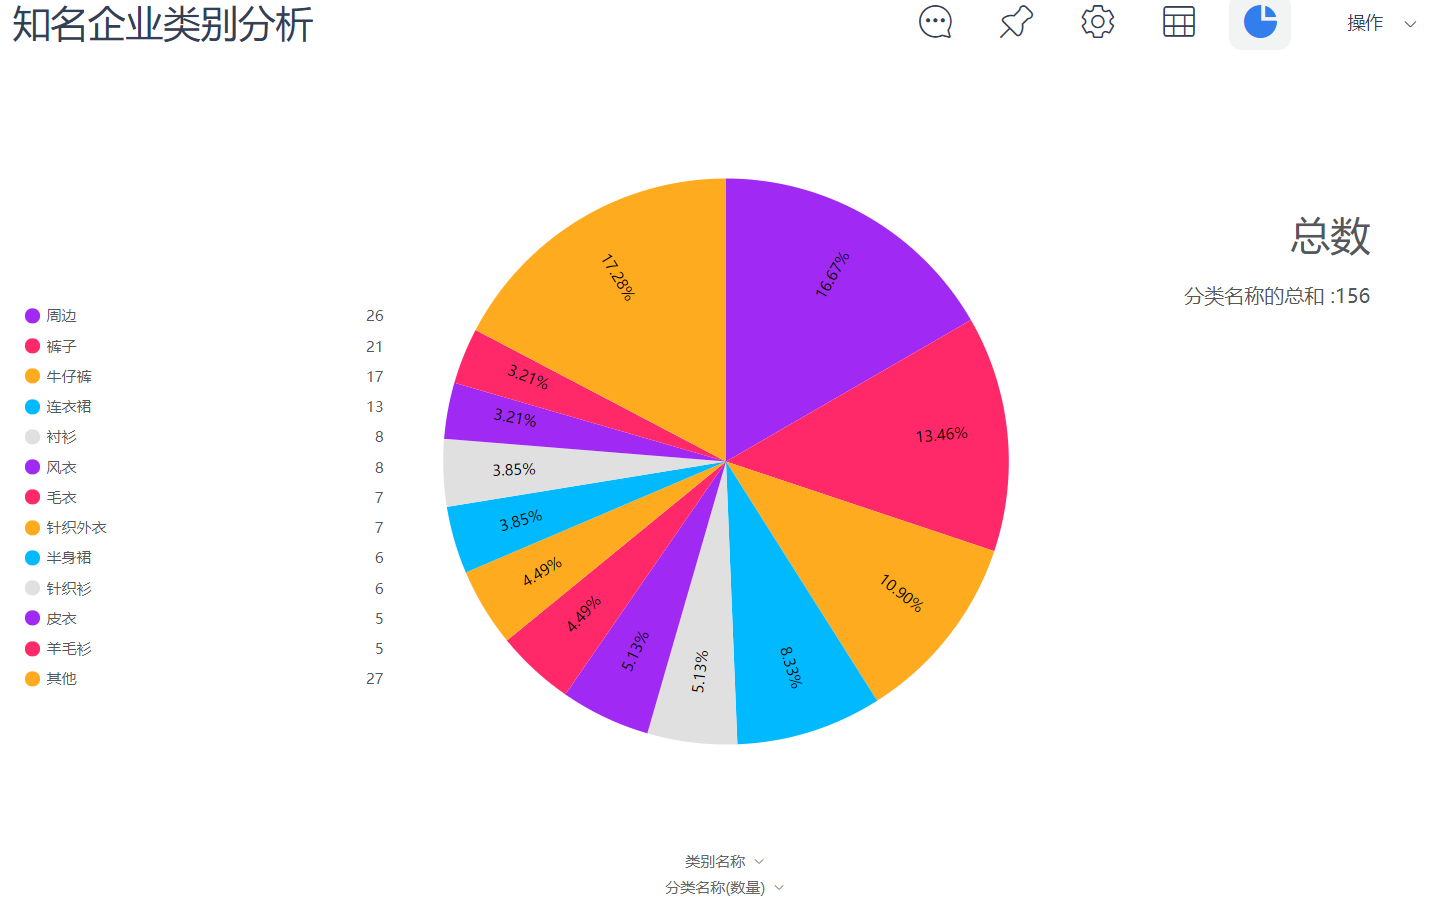 知名企业类别分析
操作
总数
分类名称的总和 :156
周边 26
裤子 21
牛仔裤 17
连衣裙 13
衬衫 8
风衣 8
毛衣 7
针织外衣 7
半身裙 6
针织衫 6
皮衣 5
羊毛衫 5
其他 27
16.67%
13.46%
10.90%
8.33%
5.13%
5.13%
4.49%
4.49%
3.85%
3.85%
3.21%
3.21%
17.28%
类别名称
分类名称(数量)